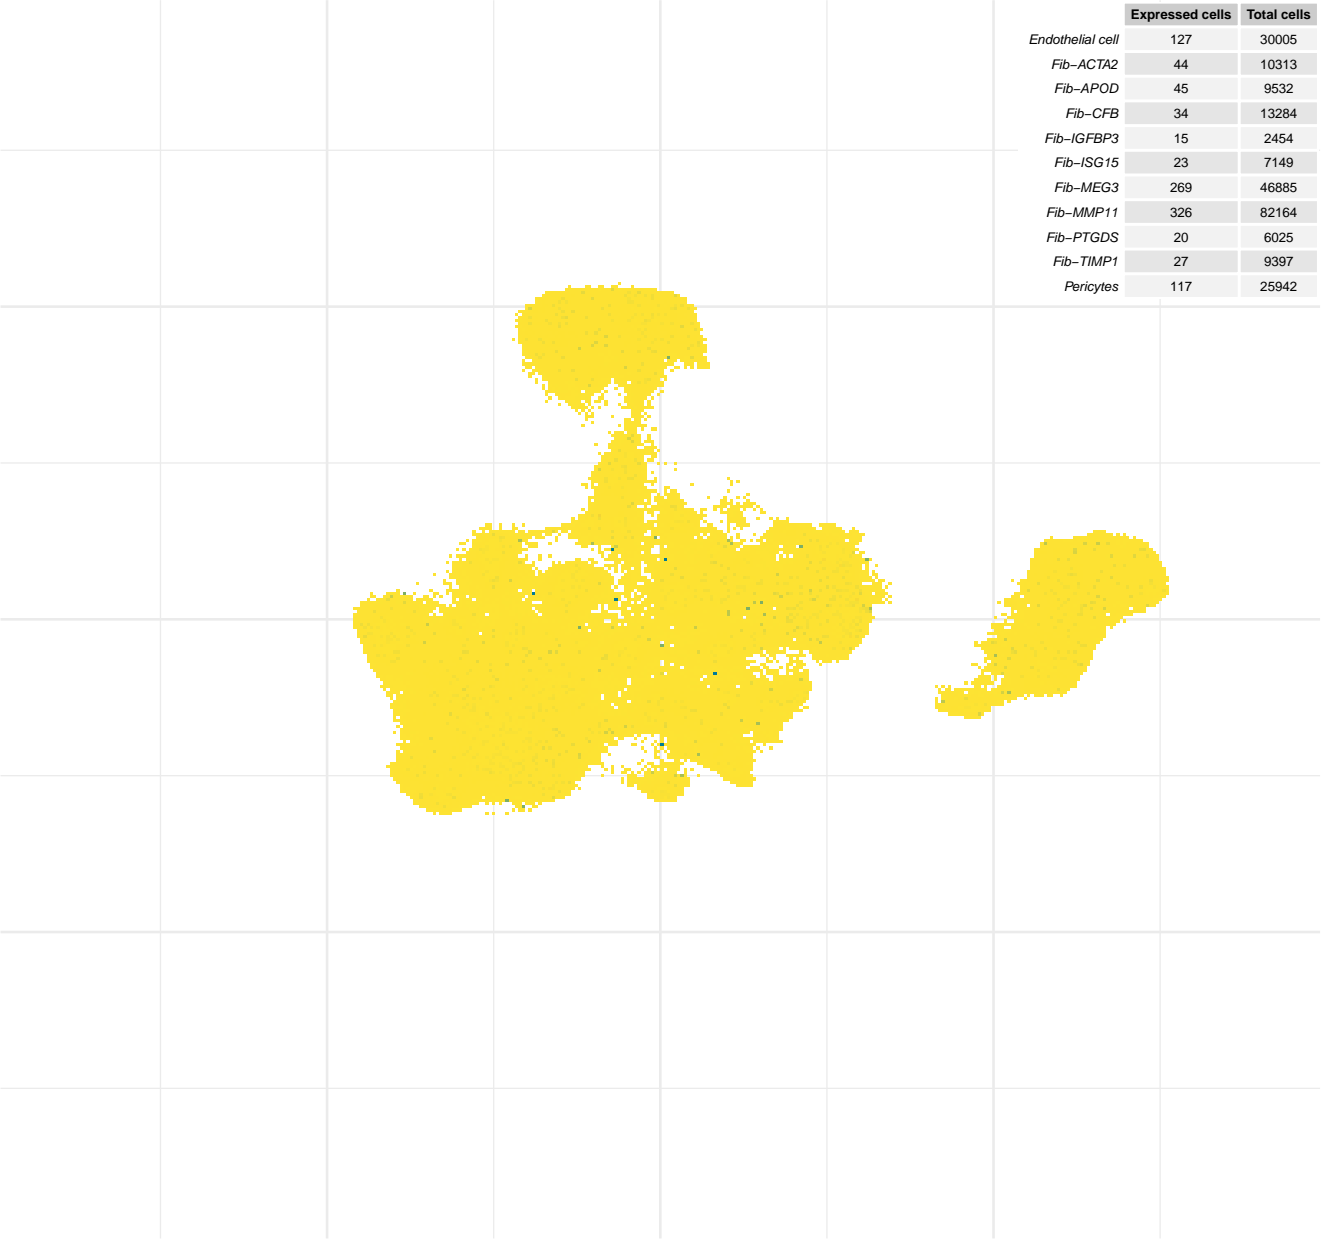 Expressed cells Total cells
Endothelial cell 127 30005
Fib−ACTA2 44 10313
Fib−APOD 45 9532
Fib−CFB 34 13284
Fib−IGFBP3 15 2454
Fib−ISG15 23 7149
Fib−MEG3 269 46885
Fib−MMP11 326 82164
Fib−PTGDS 20 6025
Fib−TIMP1 27 9397
Pericytes 117 25942